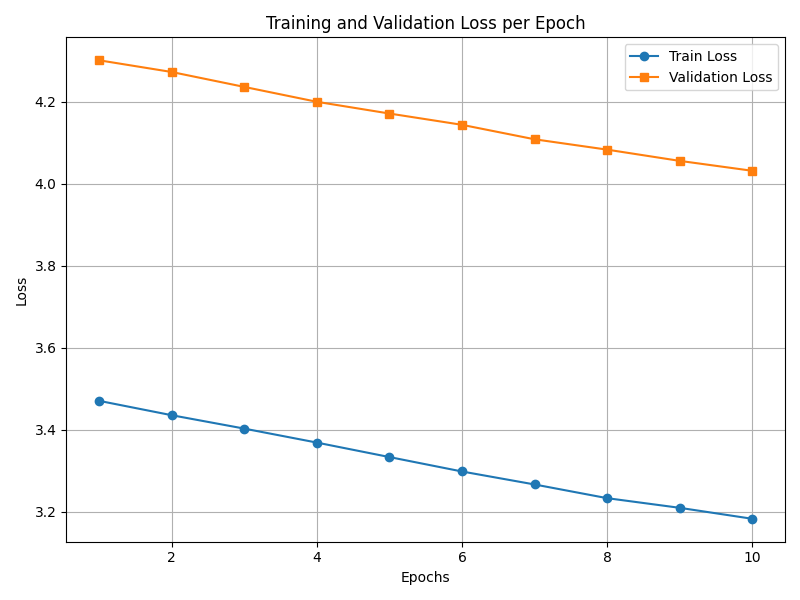 Training and Validation Loss per Epoch
Train Loss
Validation Loss
4.2
4.0
3.8
3.6
3.4
3.2
Loss
2 4 6 8 10
Epochs